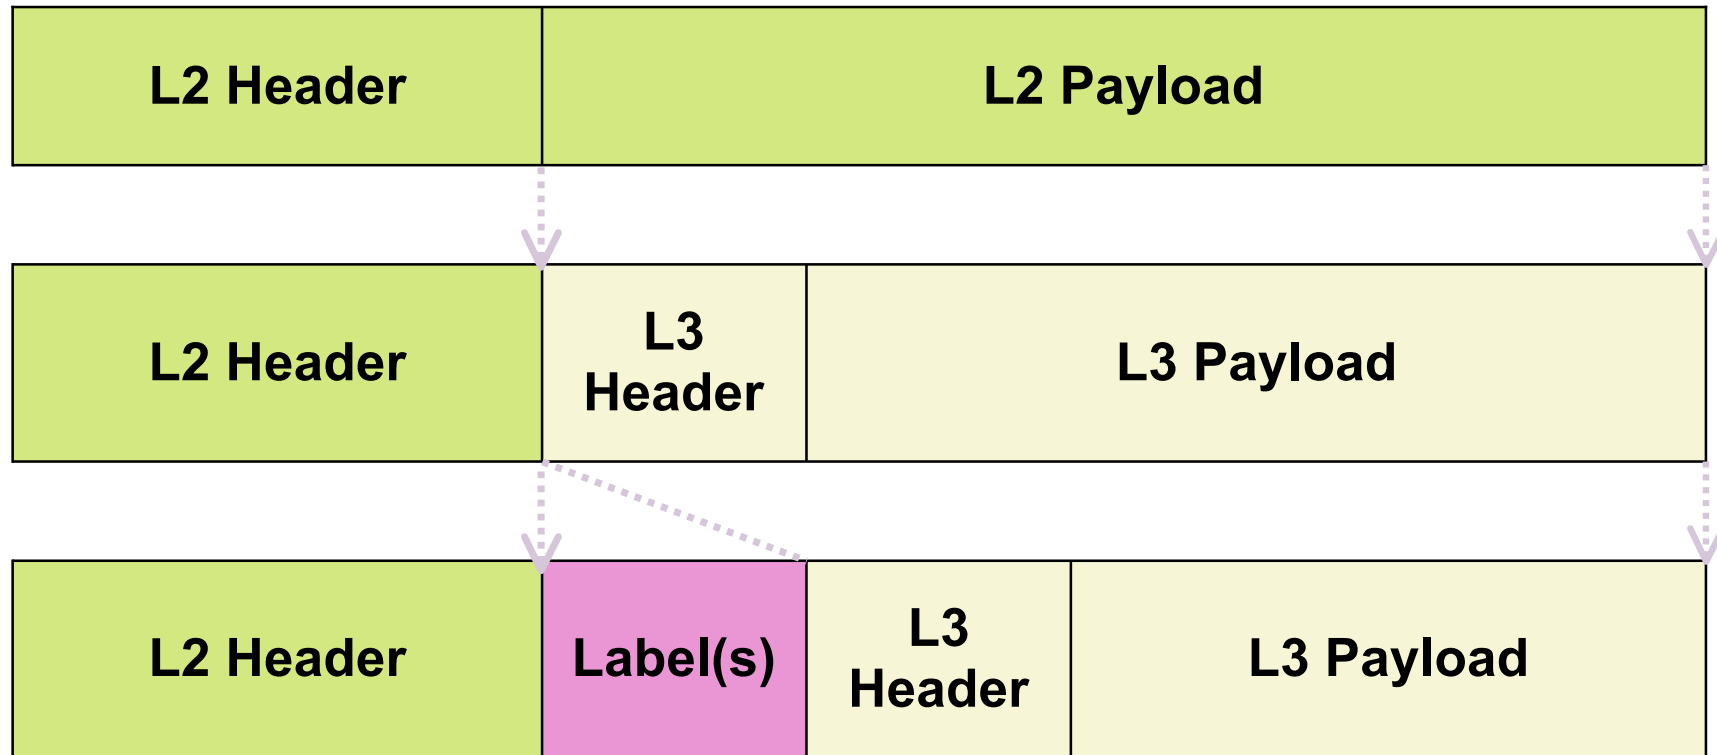 L2 Header
L2 Payload
L2 Header
L3
Header
L3 Payload
L2 Header
Label(s)
L3
Header
L3 Payload